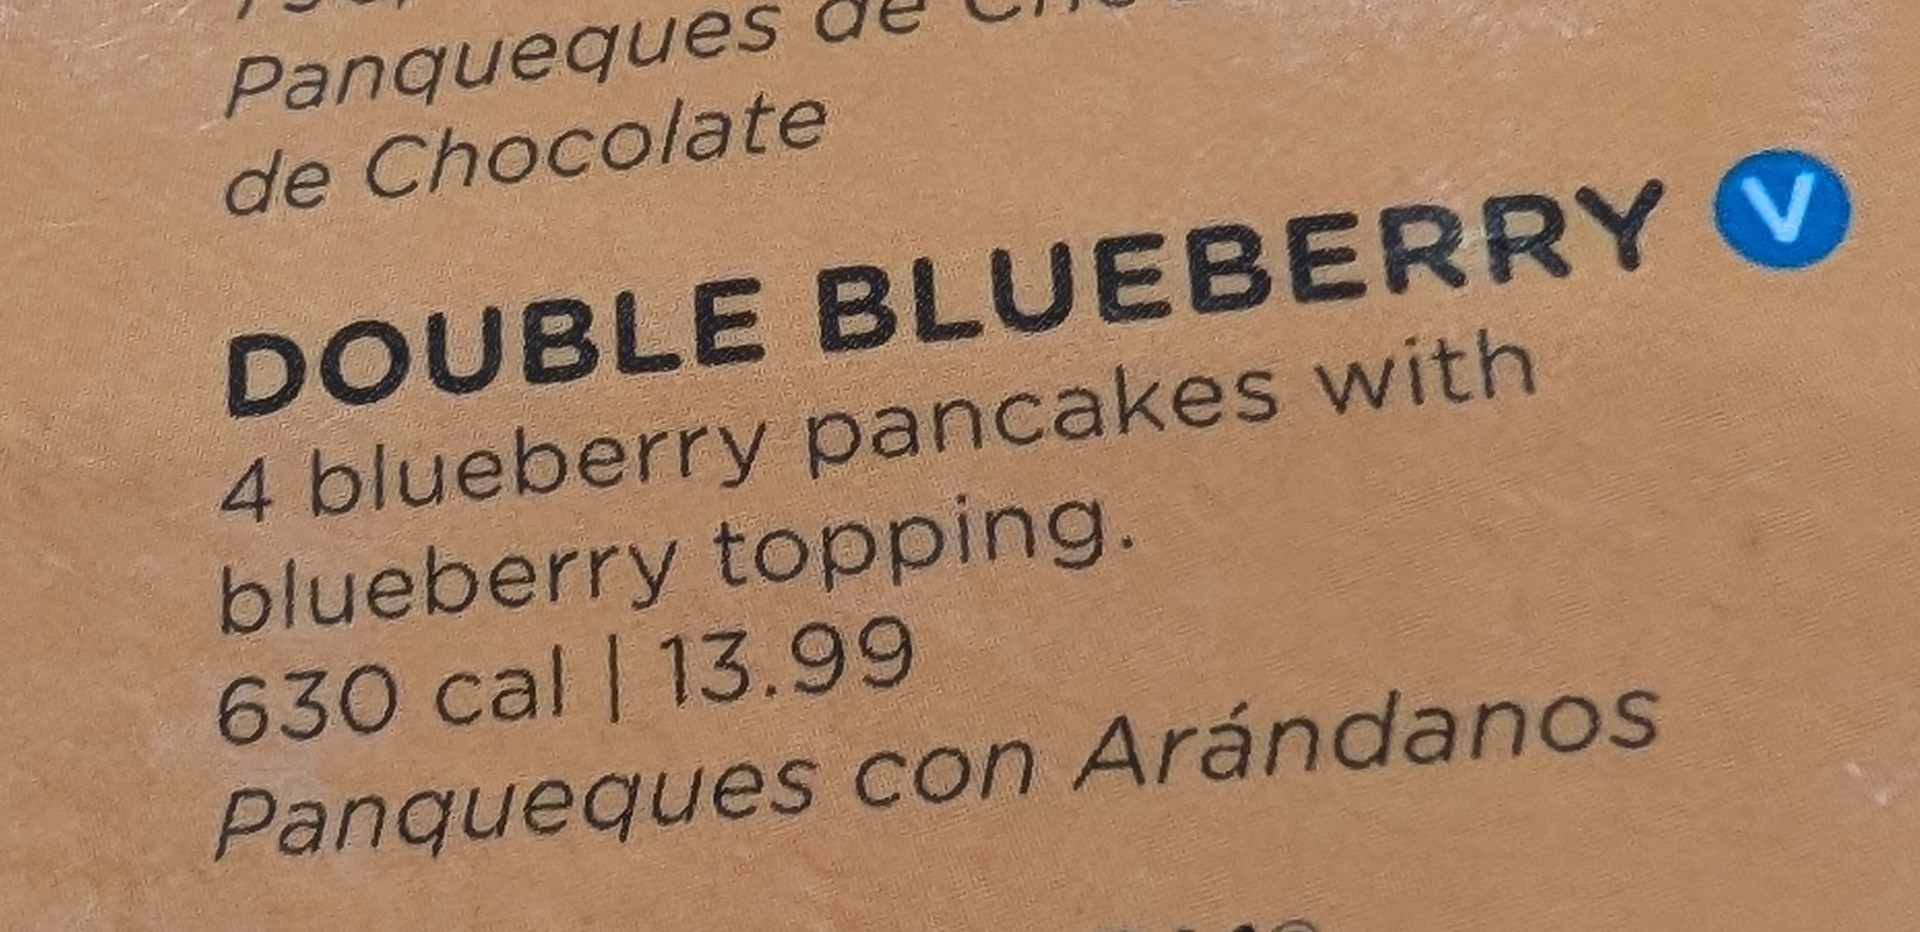 Panqueques de
de Chocolate
DOUBLE BLUEBERRY V
4 blueberry pancakes with
blueberry topping.
630 cal | 13.99
Panqueques con Arándanos